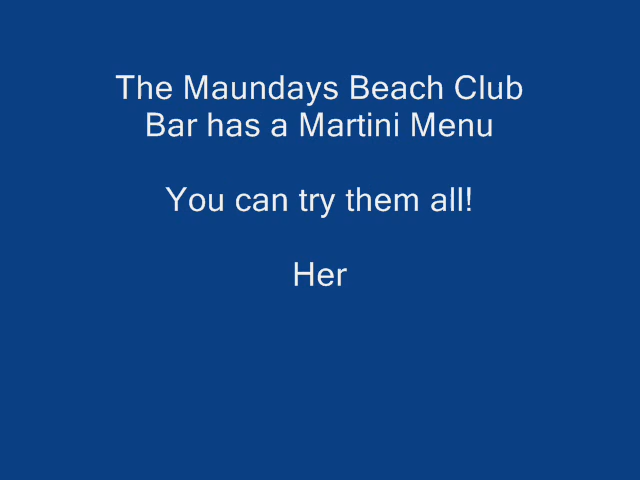 The Maundays Beach Club
Bar has a Martini Menu
You can try them all!
Her